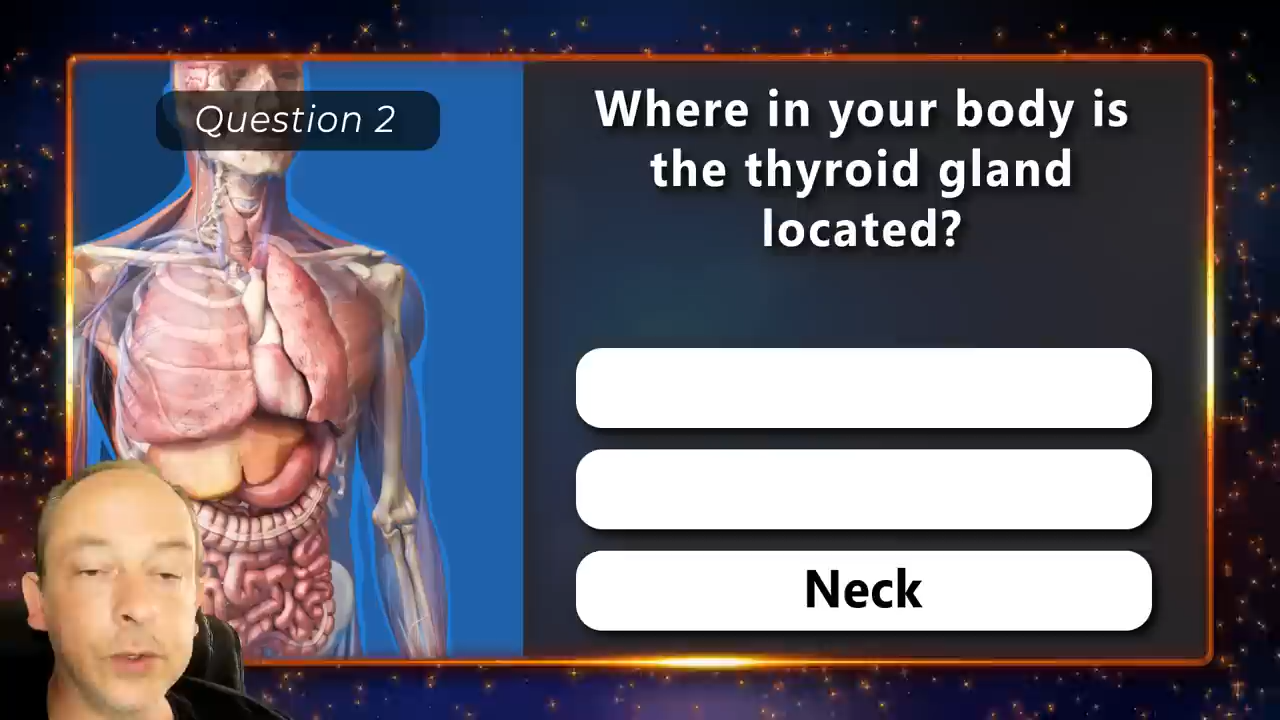 Question 2
Where in your body is
the thyroid gland
located?
Neck